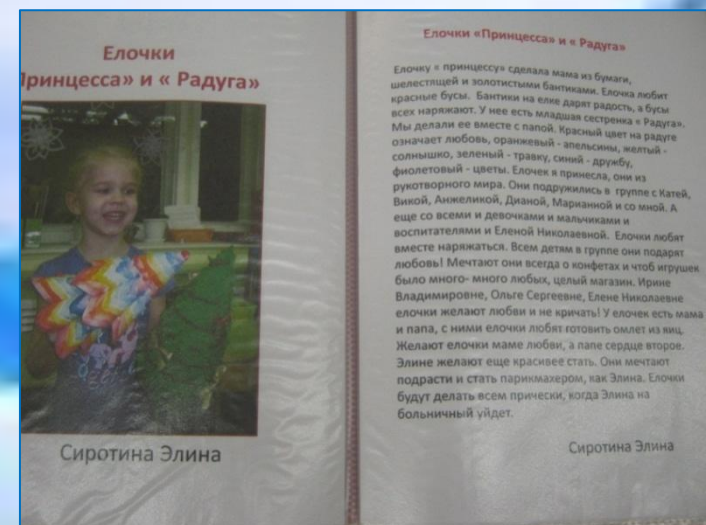 Елочки
Принцесса» и « Радуга»
Сиротина Элина
Елочки «Принцесса» и « Радуга»
Елочку « принцессу» сделала мама из бумаги,
шелестящей и золотистыми бантиками. Елочка любит
красные бусы. Бантики на елке дарят радость, а бусы
всех наряжают. У нее есть младшая сестренка « Радуга».
Мы делали ее вместе с папой. Красный цвет на радуге
означает любовь, оранжевый - апельсины, желтый -
солнышко, зеленый - травку, синий - дружбу,
фиолетовый - цветы. Елочек я принесла, они из
рукотворного мира. Они подружились в группе с Катей,
Викой, Анжеликой, Дианой, Марианной и со мной. А
еще со всеми и девочками и мальчиками и
воспитателями и Еленой Николаевной. Елочки любят
вместе наряжаться. Всем детям в группе они подарят
любовь! Мечтают они всегда о конфетах и чтоб игрушек
было много- много любых, целый магазин. Ирине
Владимировне, Ольге Сергеевне, Елене Николаевне
елочки желают любви и не кричать! У елочек есть мама
и папа, с ними елочки любят готовить омлет из яиц.
Желают елочки маме любви, а папе сердце второе.
Элине желают еще красивее стать. Они мечтают
подрасти и стать парикмахером, как Элина. Елочки
будут делать всем прически, когда Элина на
больничный уйдет.
Сиротина Элина